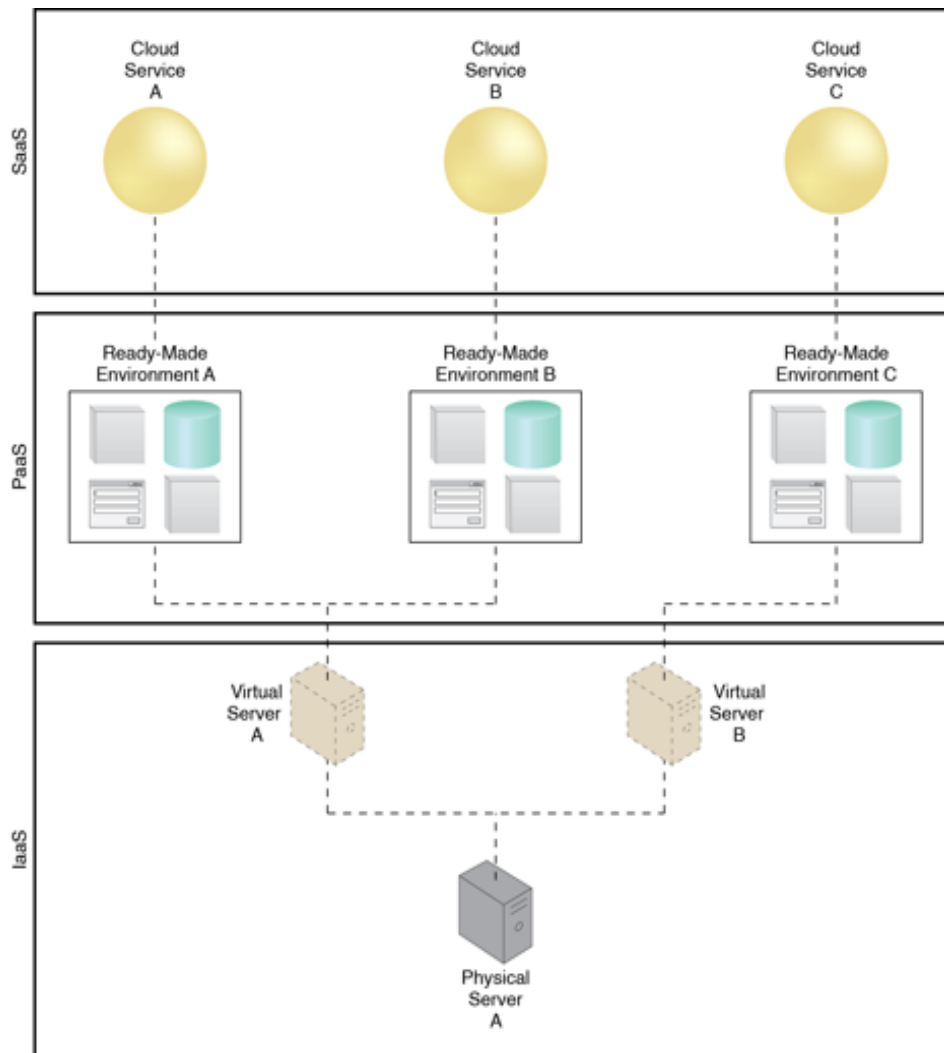 Cloud
Service
A
Cloud
Service
B
Cloud
Service
C
SaaS
Ready-Made
Environment A
Ready-Made
Environment B
Ready-Made
Environment C
PaaS
Virtual
Server
A
Virtual
Server
B
IaaS
Physical
Server
A